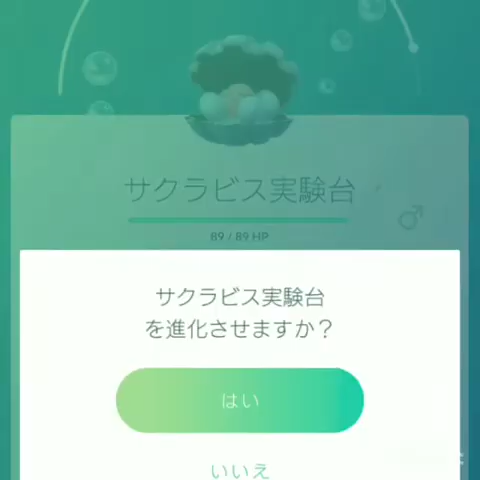 サクラビス実験台
89 / 89 HP
サクラビス実験台
を進化させますか？
はい
いいえ